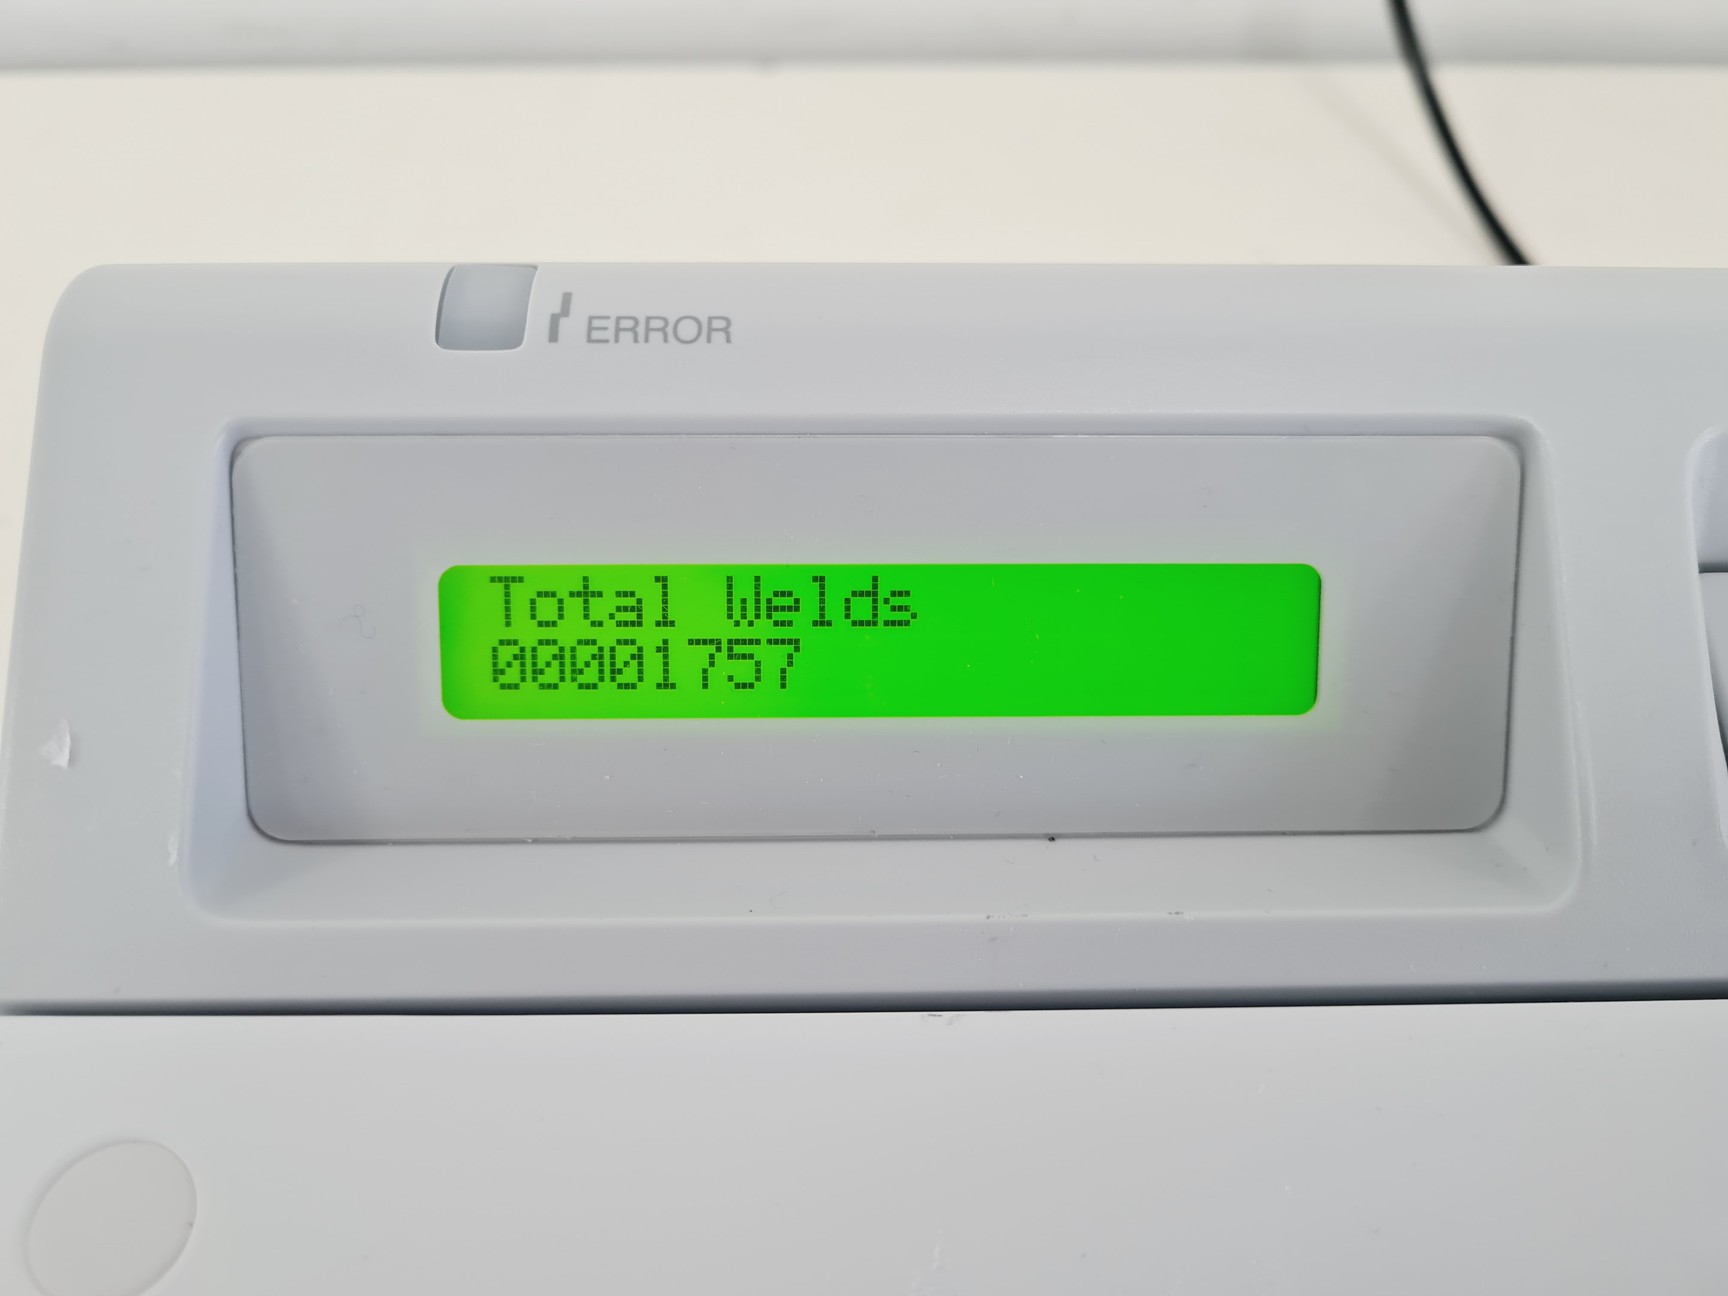 ERROR
Total Welds
00001757